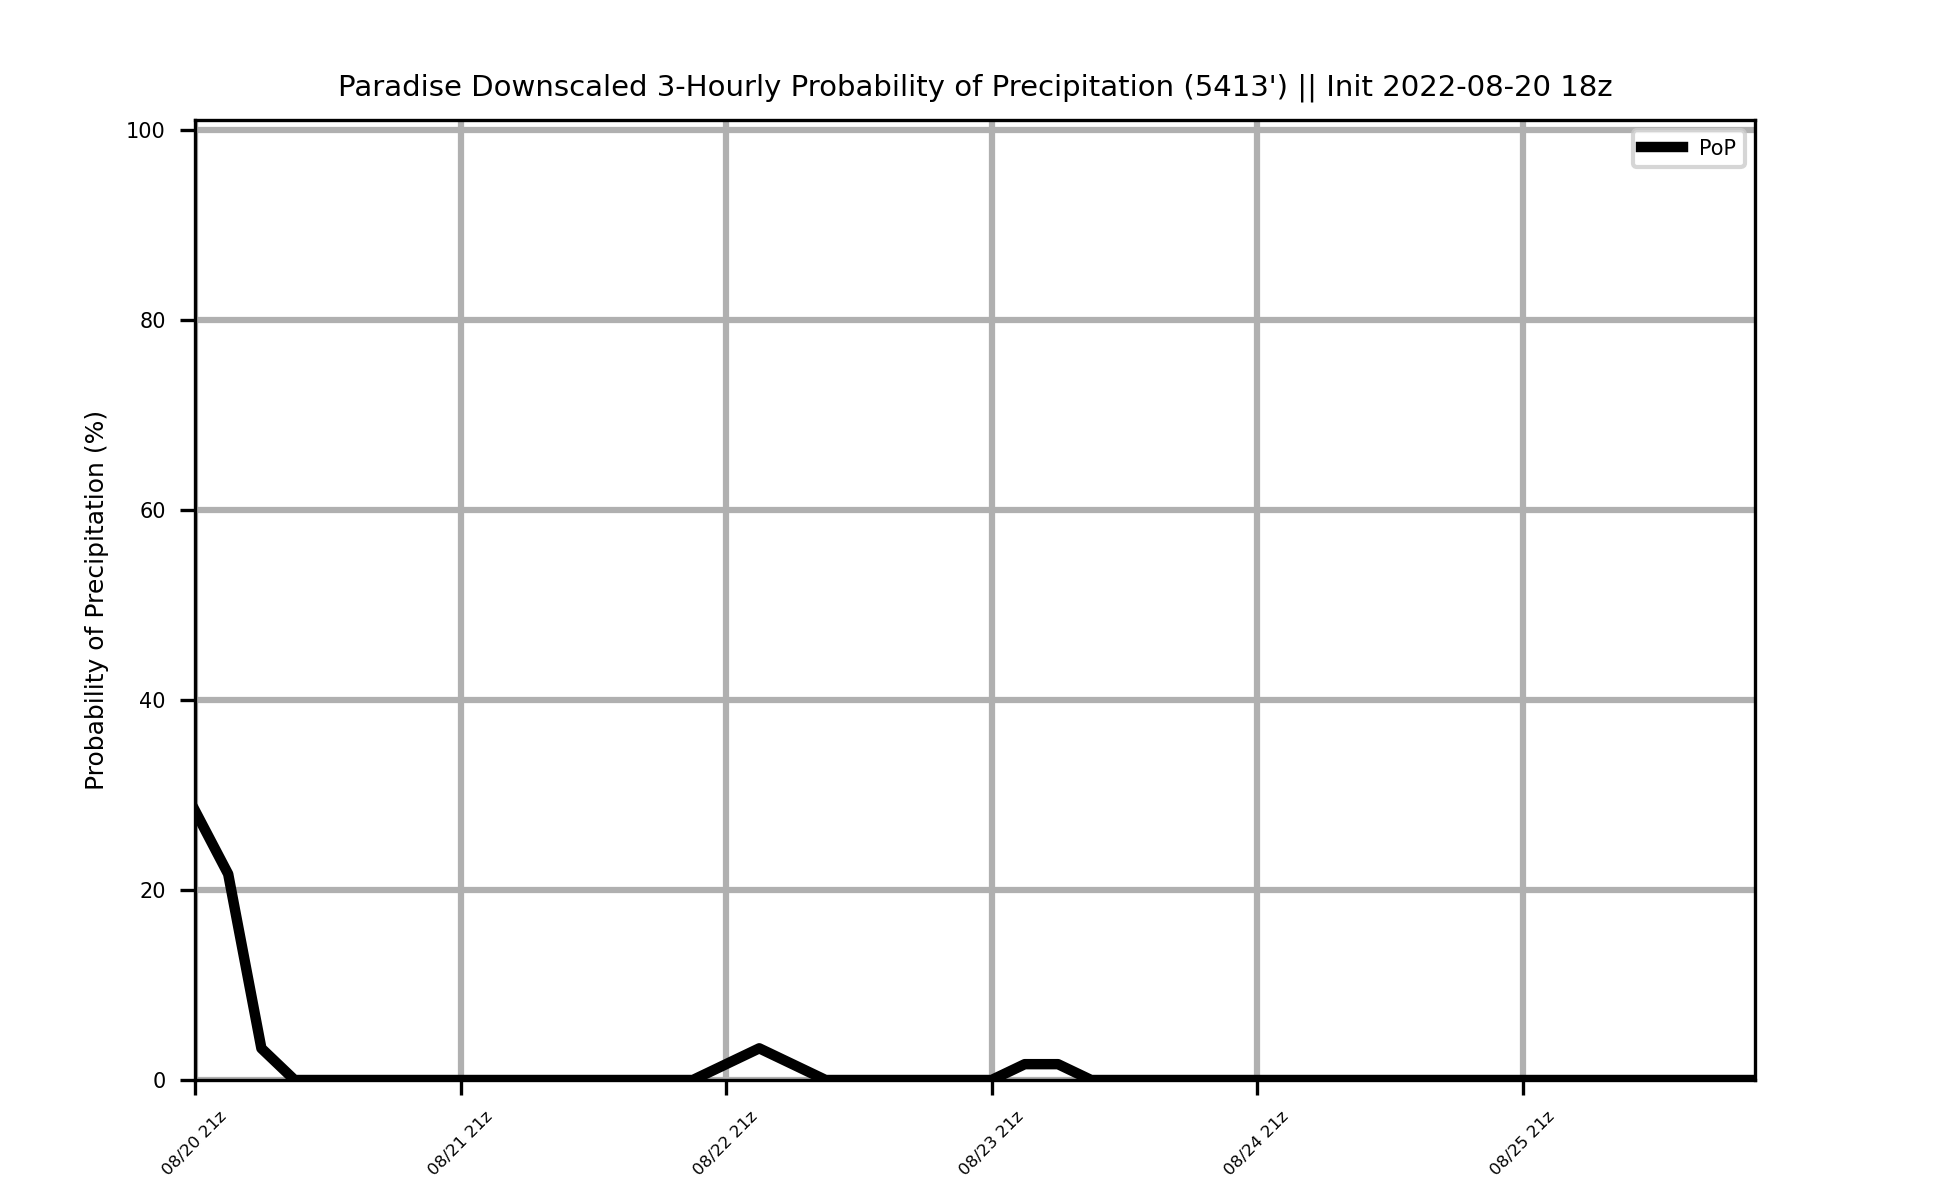 Paradise Downscaled 3-Hourly Probability of Precipitation (5413') || Init 2022-08-20 18z
PoP
Probability of Precipitation (%)
100
80
60
40
20
0
08/20 21z
08/21 21z
08/22 21z
08/23 21z
08/24 21z
08/25 21z